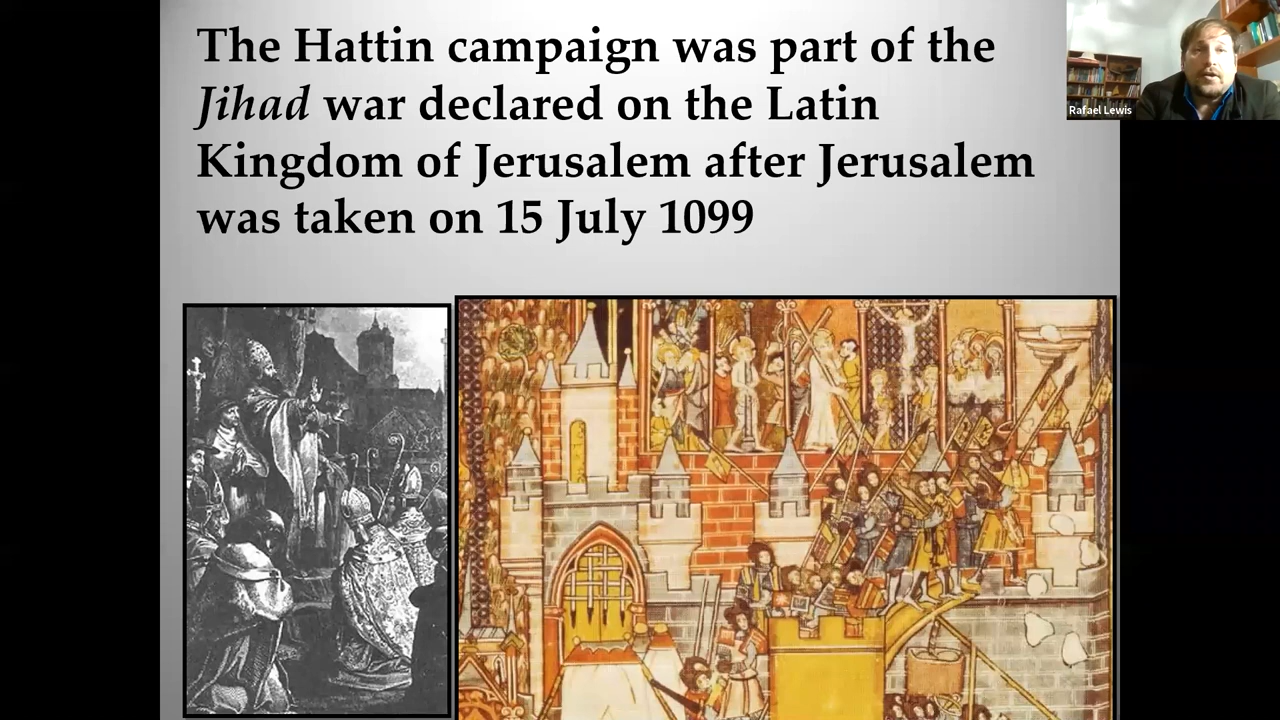 The Hattin campaign was part of the
Jihad war declared on the Latin
Kingdom of Jerusalem after Jerusalem
was taken on 15 July 1099
Rafael Lewis